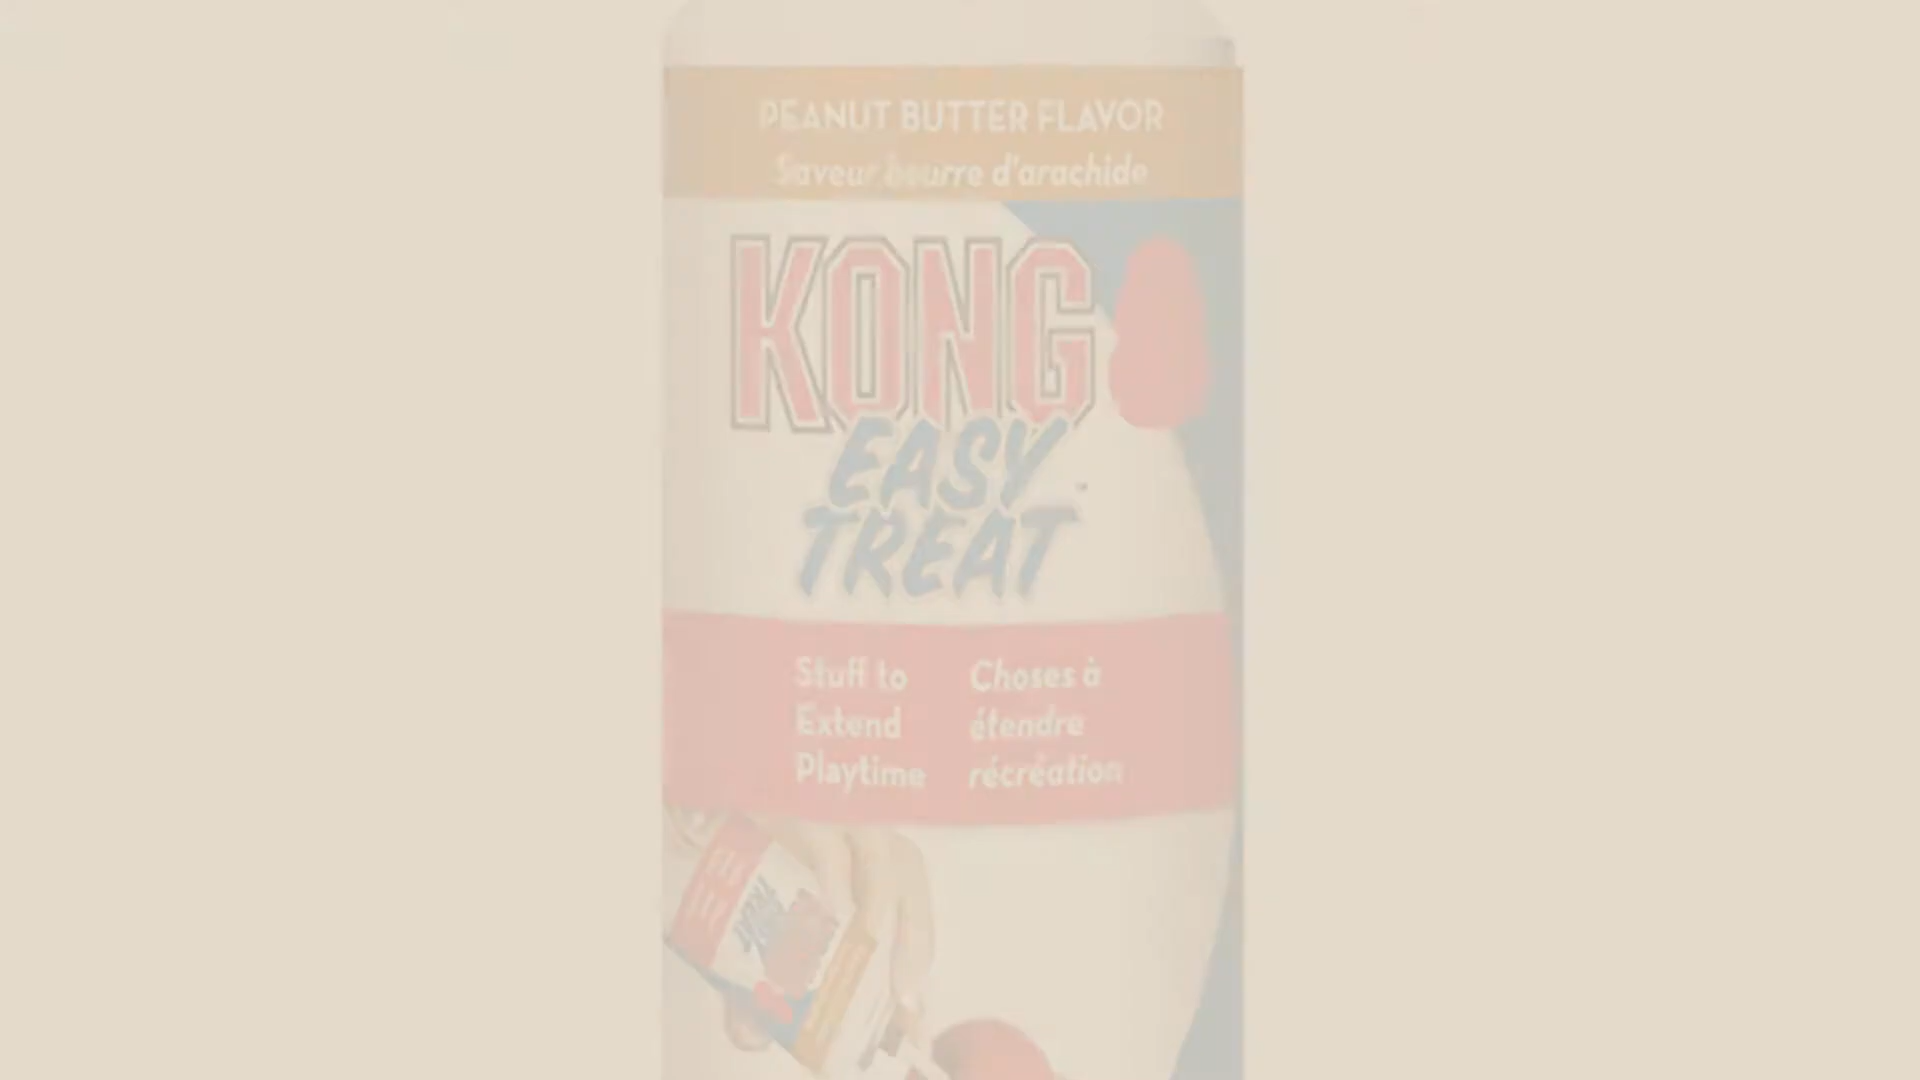 PEANUT BUTTER FLAVOR
Saveur beurre d'arachide
KONG
EASY
TREAT
Stuff to
Extend
Playtime
Choses à
étendre
récréation